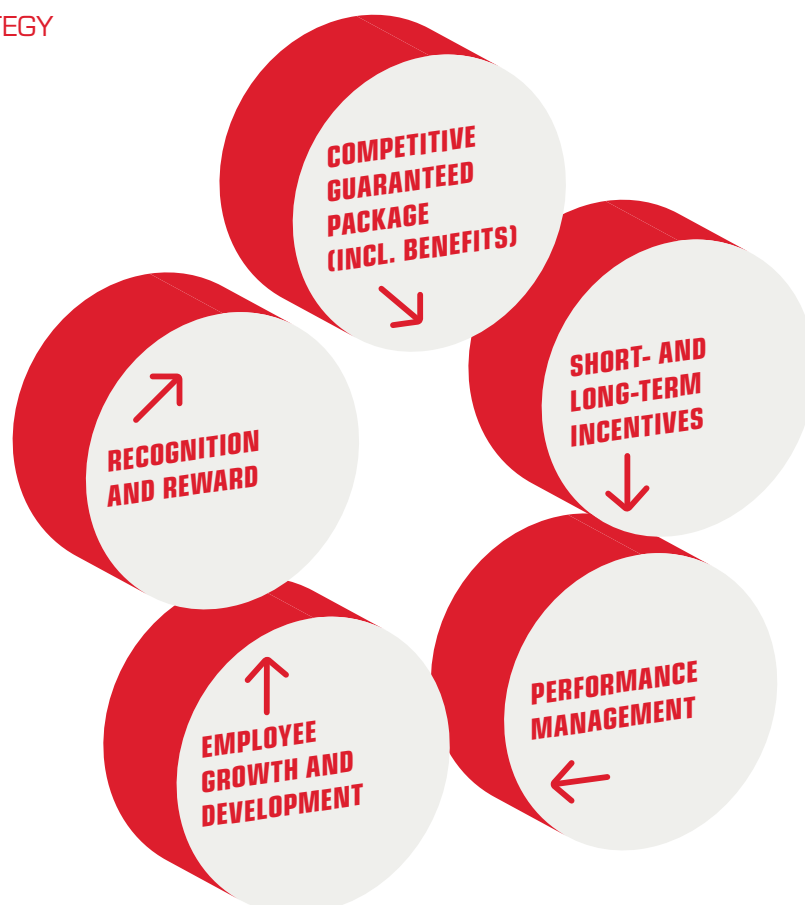 TEGY
COMPETITIVE
GUARANTEED
PACKAGE
(INCL. BENEFITS)
SHORT- AND
LONG-TERM
INCENTIVES
RECOGNITION
AND REWARD
PERFORMANCE
MANAGEMENT
EMPLOYEE
GROWTH AND
DEVELOPMENT